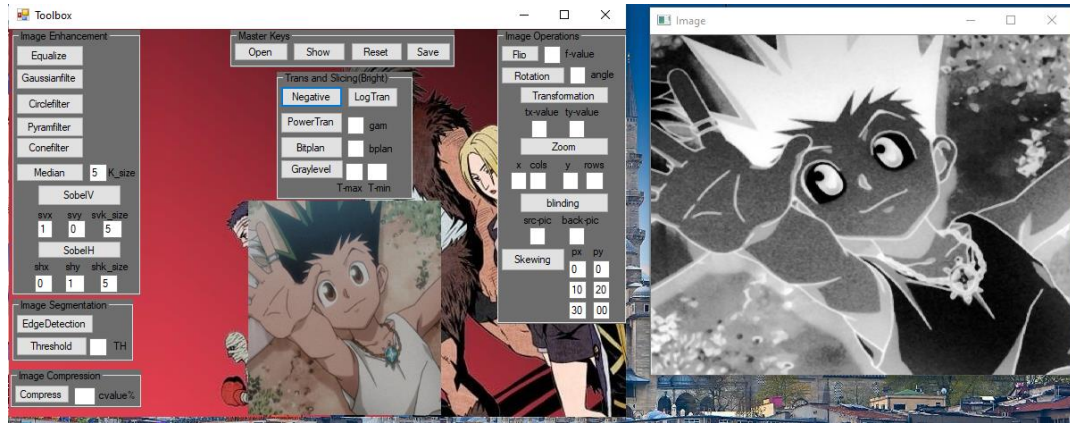 Toolbox
Image Enhancement
Equalize
Gaussianfilte
Circlefilter
Pyramfilter
Conefilter
Median 5 K_size
SobelV
svx svy svk_size
1 0 5
SobelH
shx shy shk_size
0 1 5
Image Segmentation
EdgeDetection
Threshold TH
Image Compression
Compress cvalue%
Master Keys
Open Show Reset Save
Trans and Slicing(Bright)
Negative LogTran
PowerTran gam
Bitplan bplan
Graylevel
T-max T-min
Image Operations
Flip f-value
Rotation angle
Transformation
tx-value ty-value
Zoom
x cols y rows
blinding
src-pic back-pic
Skewing px py
0 0
10 20
30 00
Image